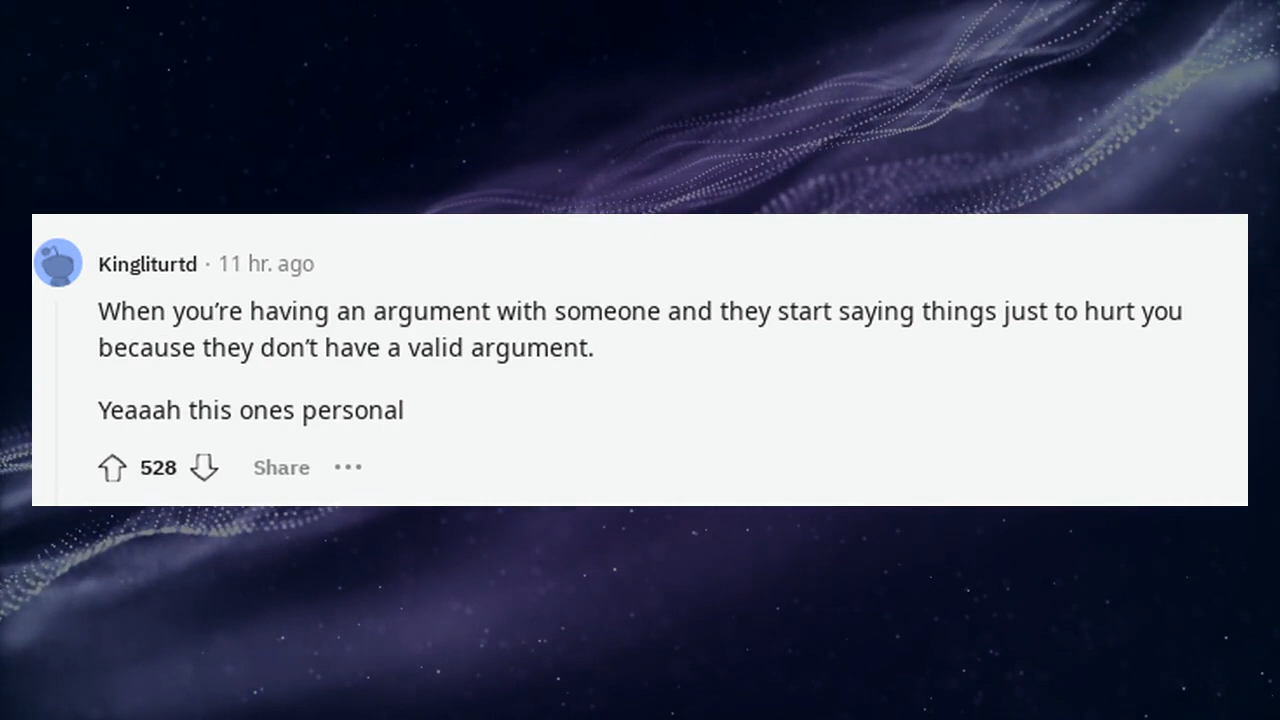 Kingliturtd · 11 hr. ago
When you’re having an argument with someone and they start saying things just to hurt you
because they don’t have a valid argument.
Yeaaah this ones personal
528 Share ···